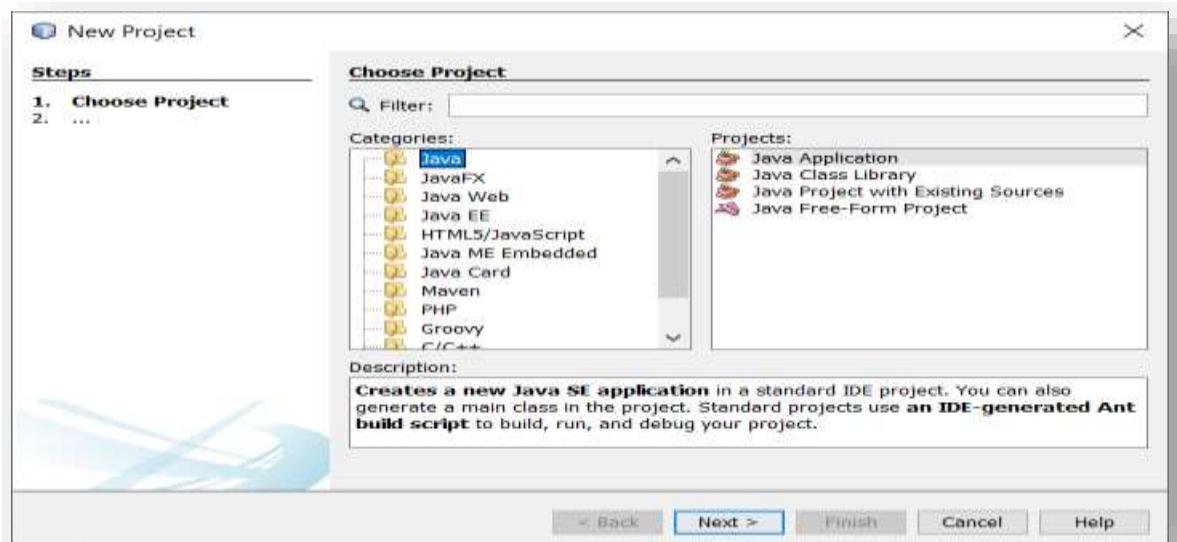 New Project
Steps
1. Choose Project
2. ...
Choose Project
Filter:
Categories:
Java
JavaFX
Java Web
Java EE
HTML5/JavaScript
Java ME Embedded
Java Card
Maven
PHP
Groovy
C/C++
Projects:
Java Application
Java Class Library
Java Project with Existing Sources
Java Free-Form Project
Description:
Creates a new Java SE application in a standard IDE project. You can also
generate a main class in the project. Standard projects use an IDE-generated Ant
build script to build, run, and debug your project.
< Back Next > Finish Cancel Help